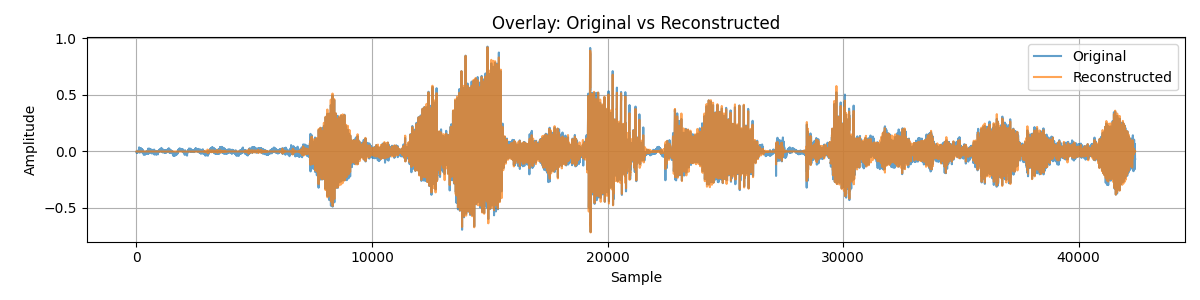 Overlay: Original vs Reconstructed
Original
Reconstructed
1.0
0.5
0.0
−0.5
Amplitude
0
10000
20000
30000
40000
Sample